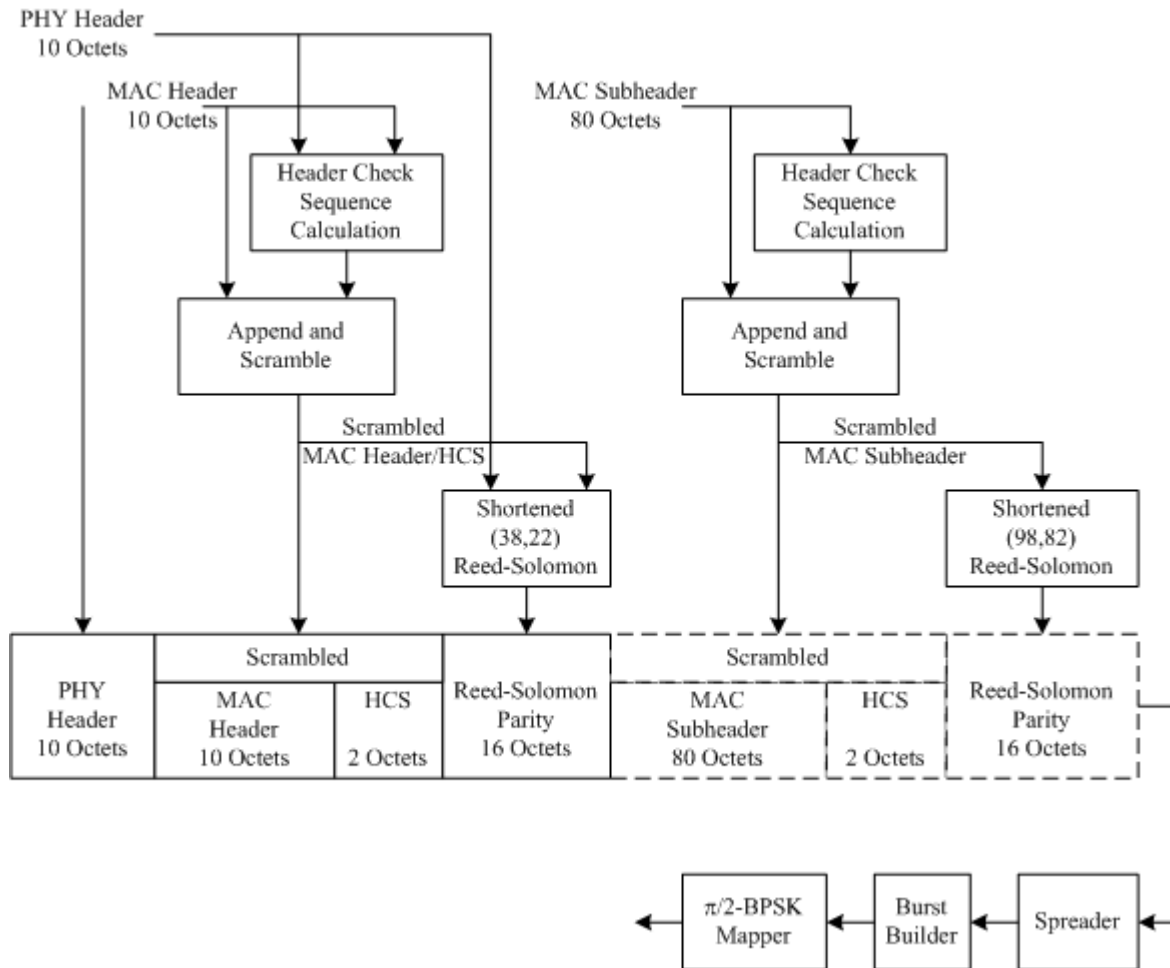 PHY Header
10 Octets
MAC Header
10 Octets
MAC Subheader
80 Octets
Header Check
Sequence
Calculation
Header Check
Sequence
Calculation
Append and
Scramble
Append and
Scramble
Scrambled
MAC Header/HCS
Scrambled
MAC Subheader
Shortened
(38,22)
Reed-Solomon
Shortened
(98,82)
Reed-Solomon
PHY
Header
10 Octets
Scrambled
MAC
Header
10 Octets
HCS
2 Octets
Reed-Solomon
Parity
16 Octets
Scrambled
MAC
Subheader
80 Octets
HCS
2 Octets
Reed-Solomon
Parity
16 Octets
π/2-BPSK
Mapper
Burst
Builder
Spreader